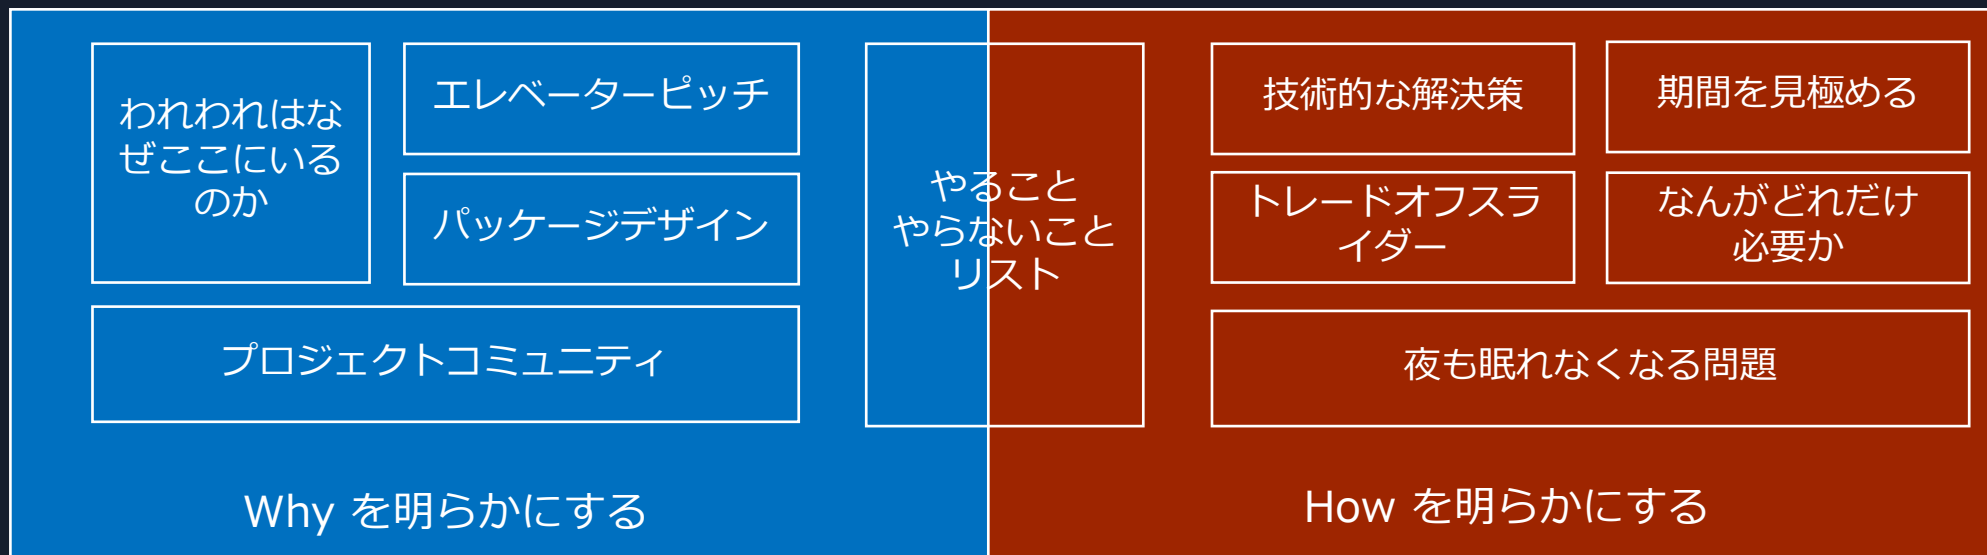 われわれはな
ぜここにいる
のか
エレベーターピッチ
パッケージデザイン
プロジェクトコミュニティ
やること
やらないこと
リスト
技術的な解決策
期間を見極める
トレードオフスラ
イダー
なんがどれだけ
必要か
夜も眠れなくなる問題
Why を明らかにする
How を明らかにする